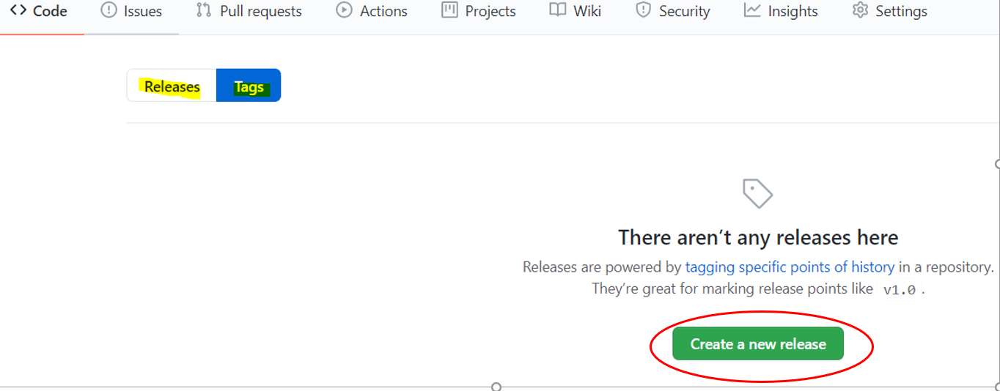 Code Issues Pull requests Actions Projects Wiki Security Insights Settings
Releases Tags
There aren’t any releases here
Releases are powered by tagging specific points of history in a repository.
They’re great for marking release points like v1.0 .
Create a new release